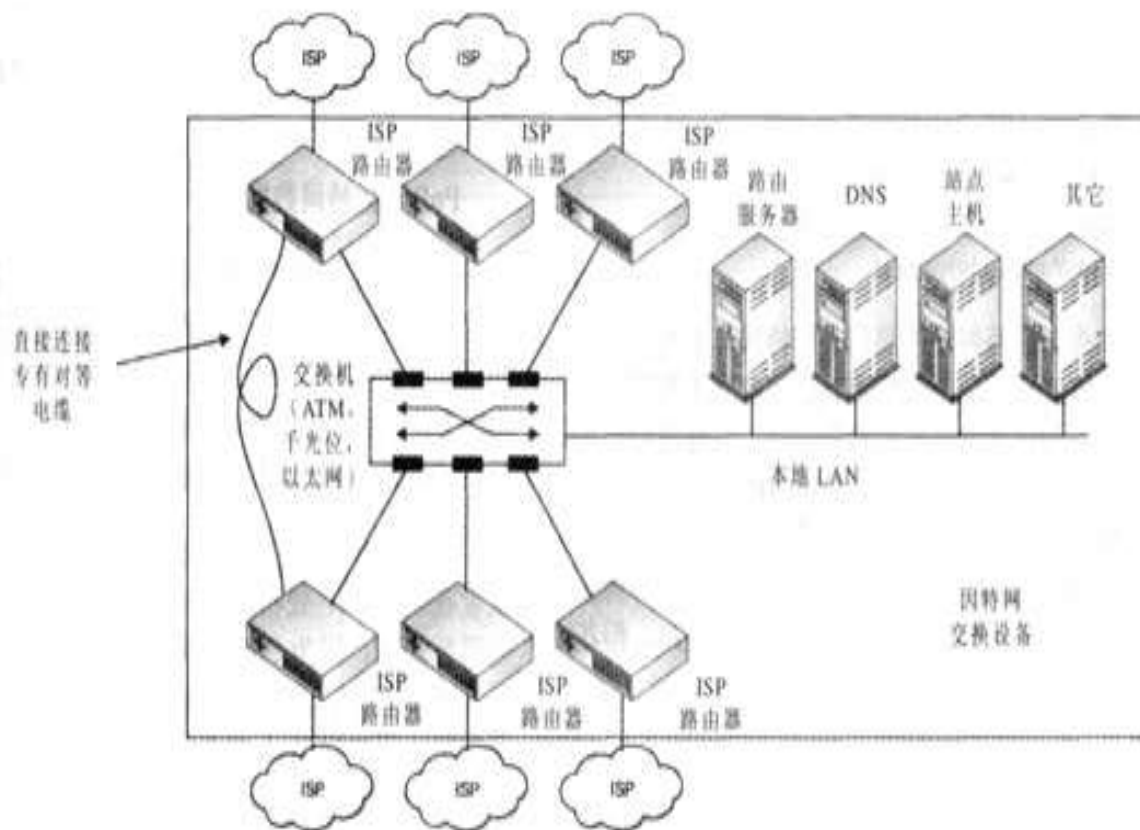 ISP
ISP
ISP
ISP
路由器
ISP
路由器
ISP
路由器
路由
服务器
DNS
站点
主机
其它
直接连接
专有对等
电缆
交换机
(ATM,
千光位,
以太网)
本地 LAN
因特网
交换设备
ISP
路由器
ISP
路由器
ISP
路由器
ISP
ISP
ISP